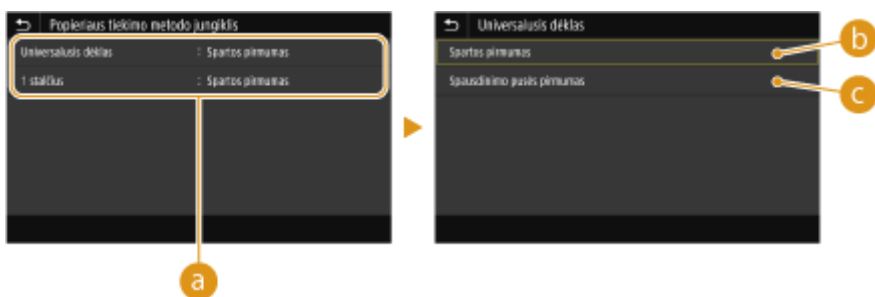 Popieriaus tiekimo metodo jungiklis
Universalusis dėklas : Spartos pirmumas
1 stalčius : Spartos pirmumas
a
Universalusis dėklas
Spartos pirmumas
Spausdinimo pusės pirmumas
b
c